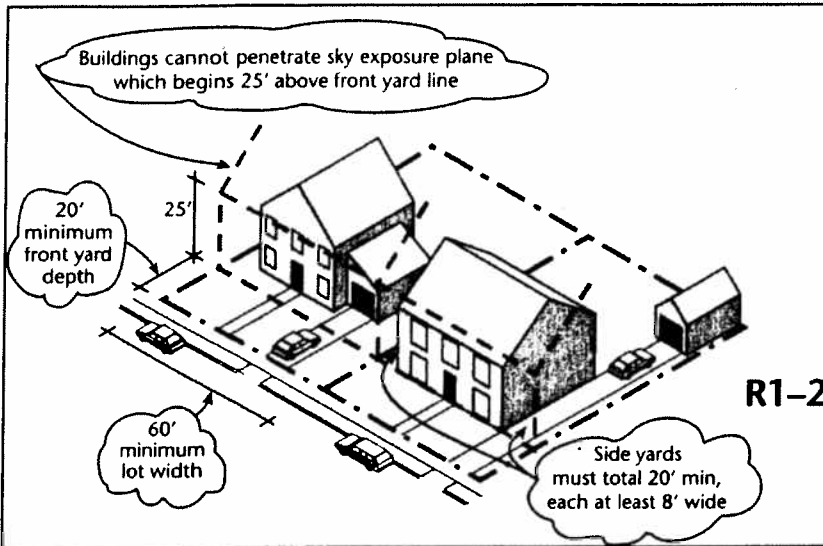 Buildings cannot penetrate sky exposure plane
which begins 25' above front yard line
20'
minimum
front yard
depth
25'
60'
minimum
lot width
R1–2
Side yards
must total 20' min,
each at least 8' wide